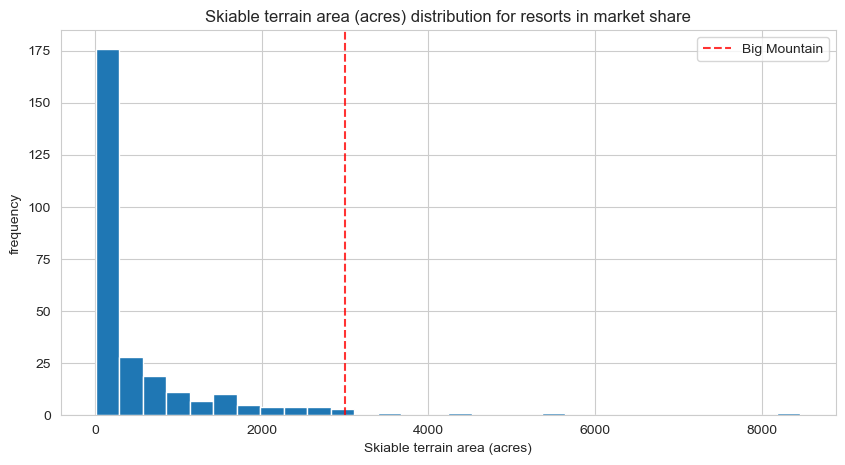 Skiable terrain area (acres) distribution for resorts in market share
Big Mountain
frequency
175
150
125
100
75
50
25
0
0 2000 4000 6000 8000
Skiable terrain area (acres)